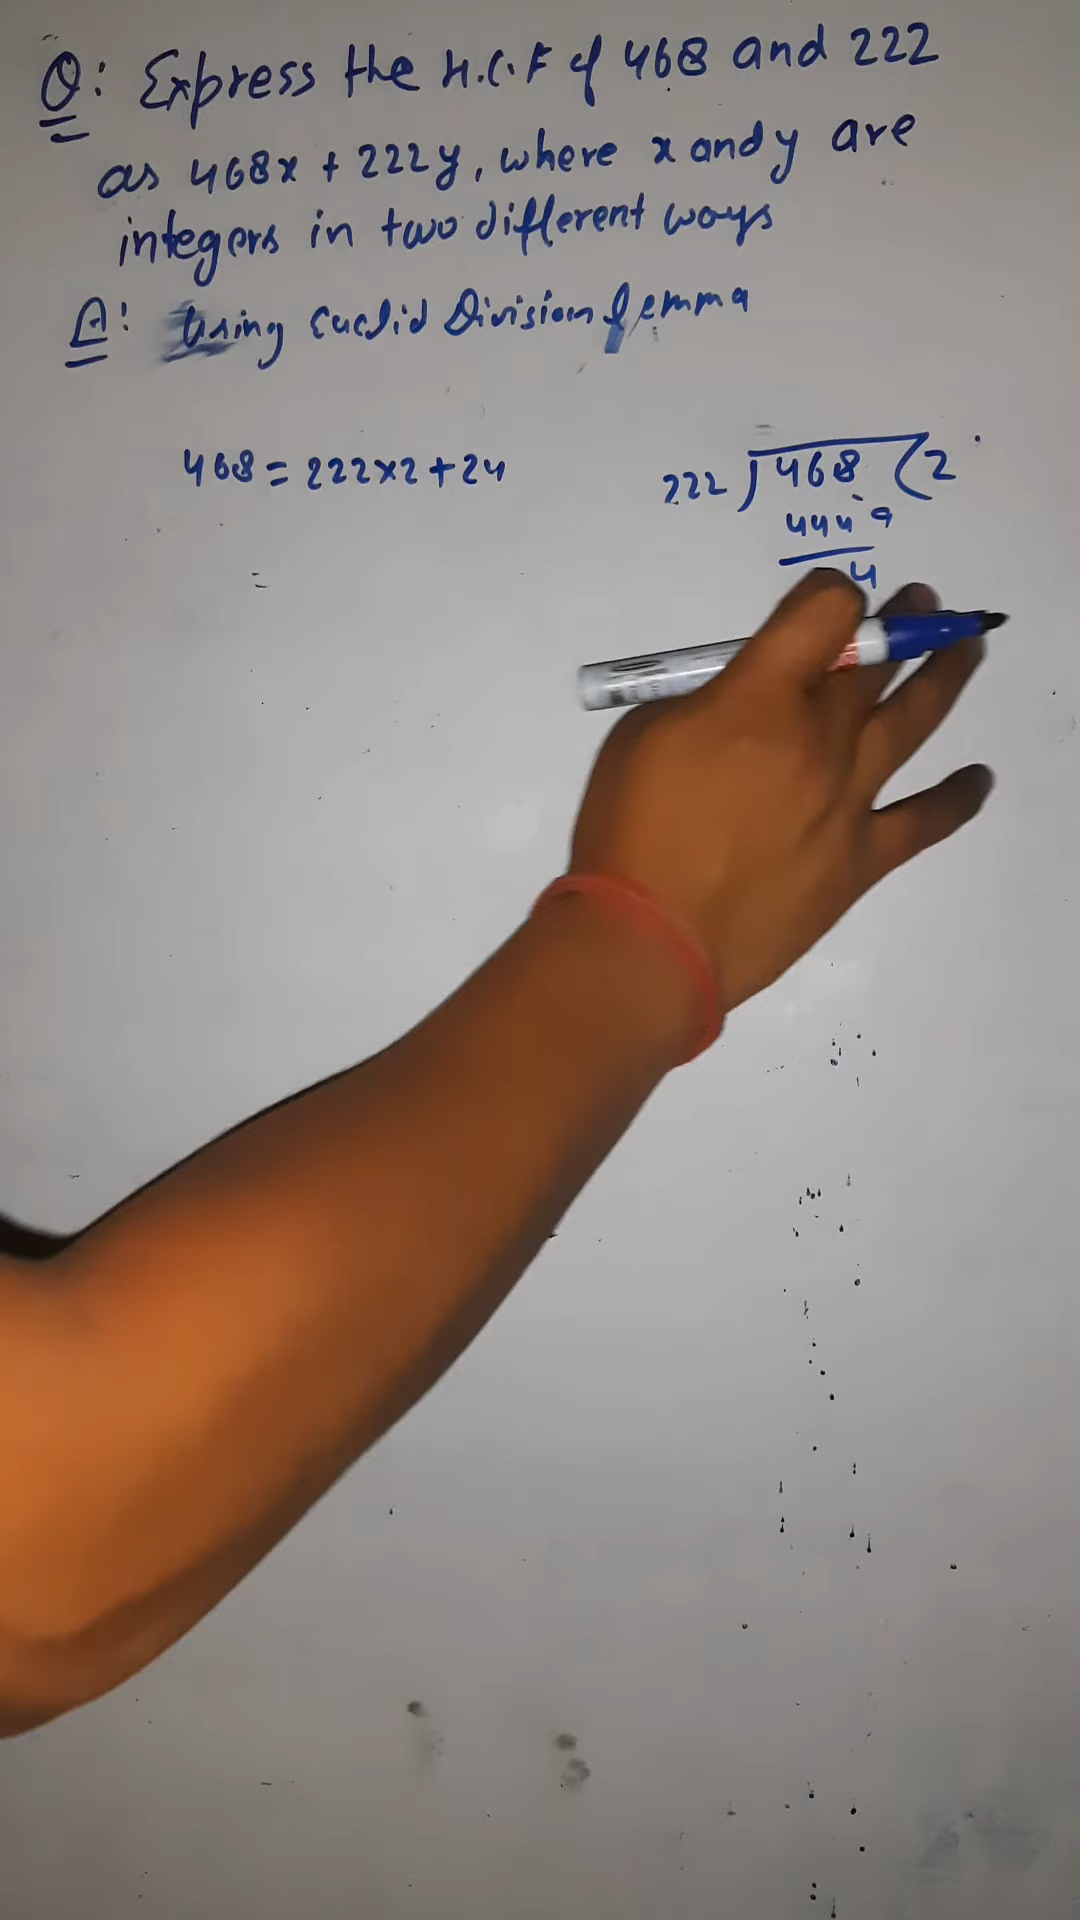 Q: Express the H.C.F of 468 and 222
as 468x + 222y, where x and y are
integers in two different ways
A: Using Euclid Division Lemma
468 = 222×2+24
222)468(2
444
4